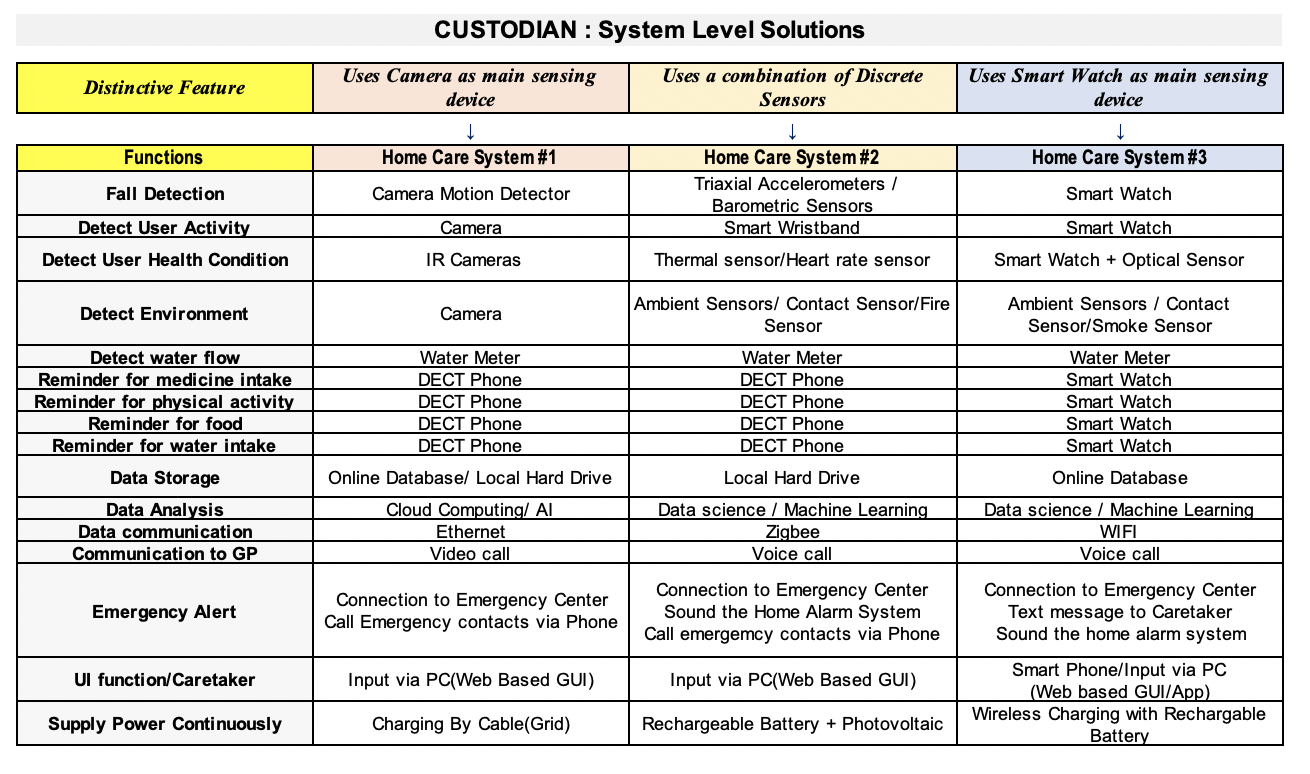 CUSTODIAN : System Level Solutions
Distinctive Feature
Uses Camera as main sensing
device
Uses a combination of Discrete
Sensors
Uses Smart Watch as main sensing
device
↓
↓
↓
Functions
Home Care System #1
Home Care System #2
Home Care System #3
Fall Detection
Camera Motion Detector
Triaxial Accelerometers /
Barometric Sensors
Smart Watch
Detect User Activity
Camera
Smart Wristband
Smart Watch
Detect User Health Condition
IR Cameras
Thermal sensor/Heart rate sensor
Smart Watch + Optical Sensor
Detect Environment
Camera
Ambient Sensors/ Contact Sensor/Fire
Sensor
Ambient Sensors / Contact
Sensor/Smoke Sensor
Detect water flow
Water Meter
Water Meter
Water Meter
Reminder for medicine intake
DECT Phone
DECT Phone
Smart Watch
Reminder for physical activity
DECT Phone
DECT Phone
Smart Watch
Reminder for food
DECT Phone
DECT Phone
Smart Watch
Reminder for water intake
DECT Phone
DECT Phone
Smart Watch
Data Storage
Online Database/ Local Hard Drive
Local Hard Drive
Online Database
Data Analysis
Cloud Computing/ AI
Data science / Machine Learning
Data science / Machine Learning
Data communication
Ethernet
Zigbee
WIFI
Communication to GP
Video call
Voice call
Voice call
Emergency Alert
Connection to Emergency Center
Call Emergency contacts via Phone
Connection to Emergency Center
Sound the Home Alarm System
Call emergemcy contacts via Phone
Connection to Emergency Center
Text message to Caretaker
Sound the home alarm system
UI function/Caretaker
Input via PC(Web Based GUI)
Input via PC(Web Based GUI)
Smart Phone/Input via PC
(Web based GUI/App)
Supply Power Continuously
Charging By Cable(Grid)
Rechargeable Battery + Photovoltaic
Wireless Charging with Rechargable
Battery